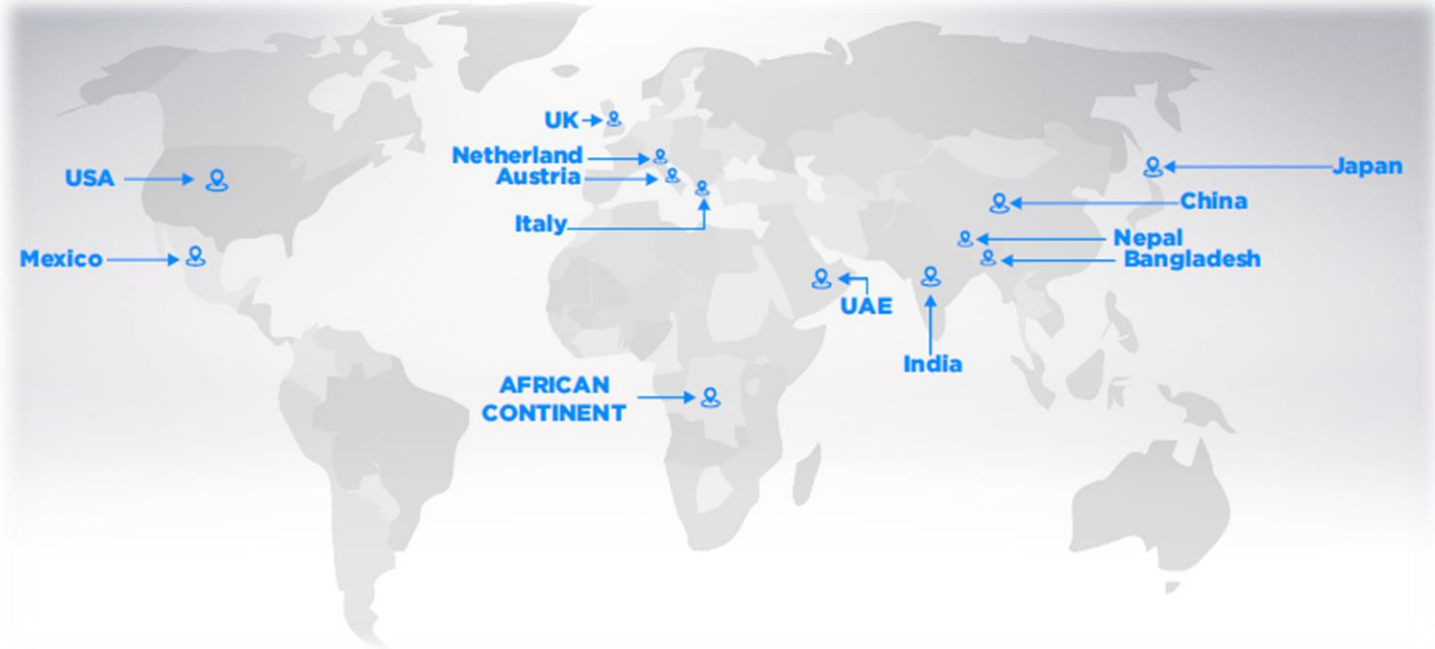 UK
Netherland
Austria
Italy
USA
Mexico
AFRICAN
CONTINENT
UAE
India
Japan
China
Nepal
Bangladesh